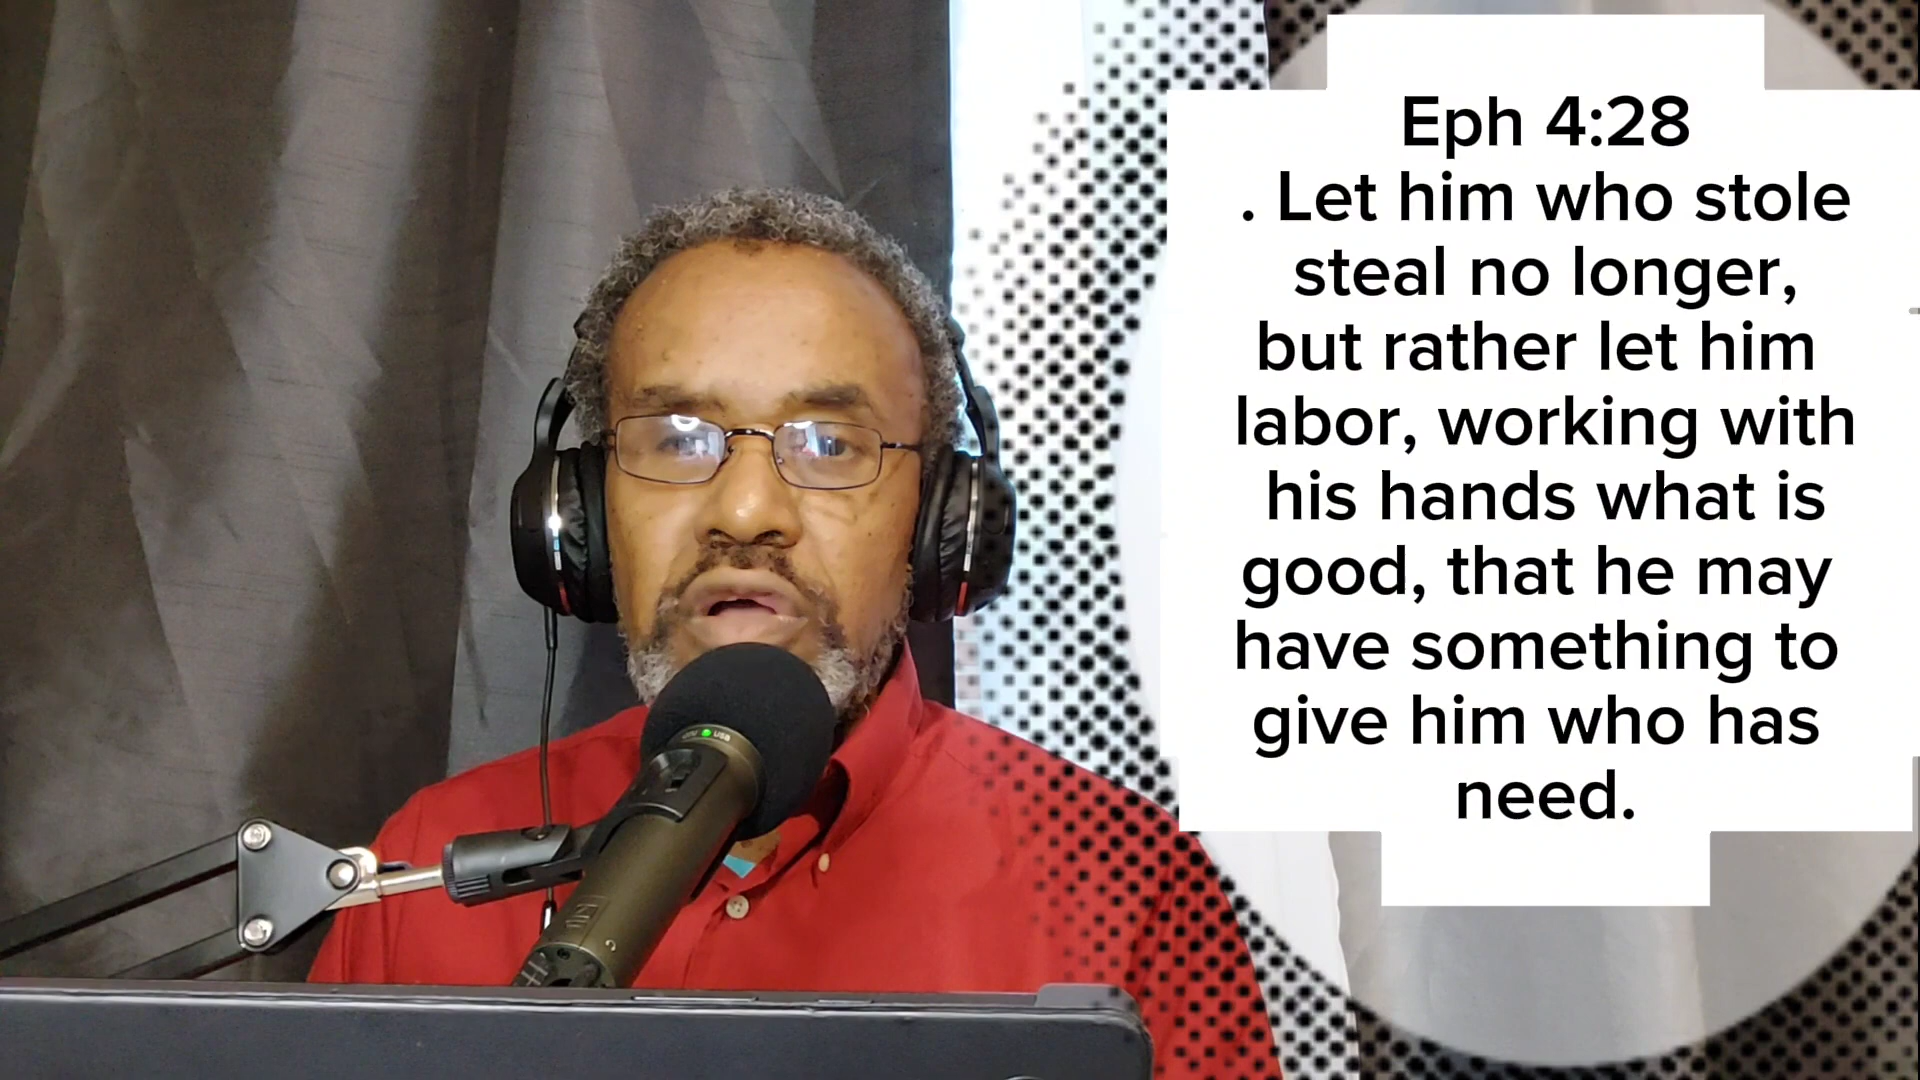 Eph 4:28
. Let him who stole
steal no longer,
but rather let him
labor, working with
his hands what is
good, that he may
have something to
give him who has
need.
USB